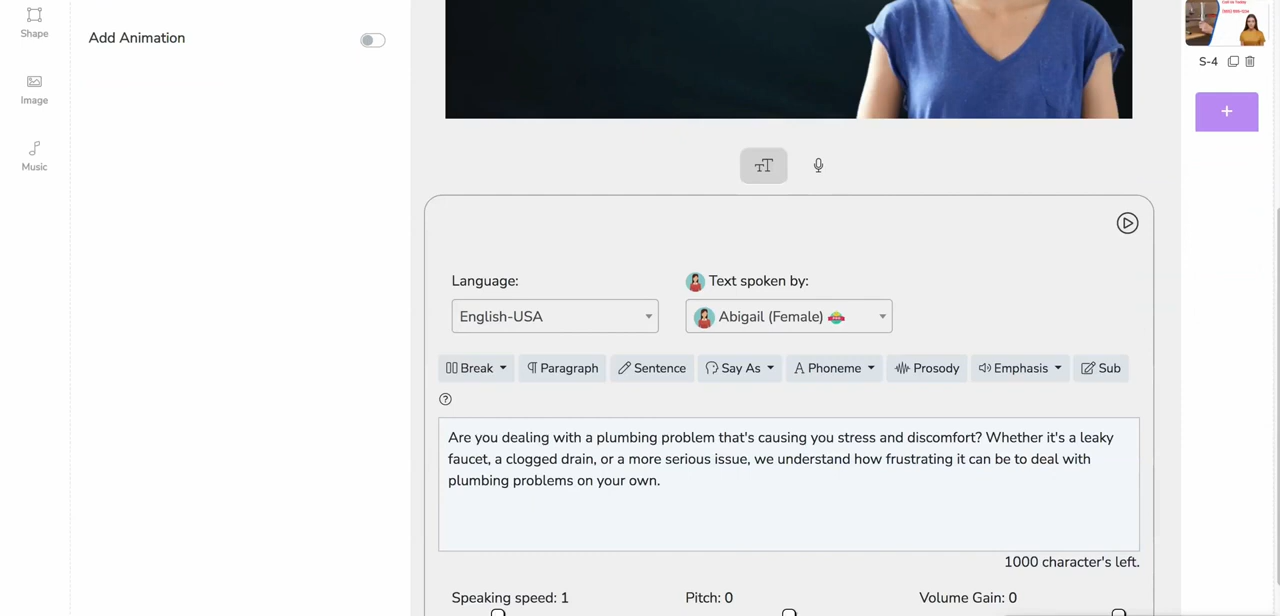 Shape
Image
Music
Add Animation
Language:
Text spoken by:
English-USA
Abigail (Female)
Break
Paragraph
Sentence
Say As
Phoneme
Prosody
Emphasis
Sub
Are you dealing with a plumbing problem that's causing you stress and discomfort? Whether it's a leaky
faucet, a clogged drain, or a more serious issue, we understand how frustrating it can be to deal with
plumbing problems on your own.
1000 character's left.
Speaking speed: 1
Pitch: 0
Volume Gain: 0
Call Us Today
S-4